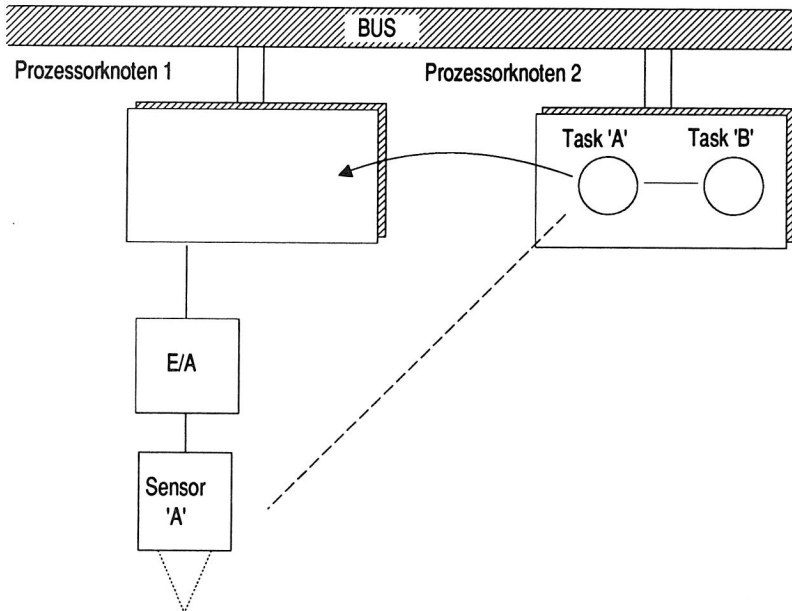 BUS
Prozessorknoten 1
Prozessorknoten 2
Task 'A'
Task 'B'
E/A
Sensor
'A'